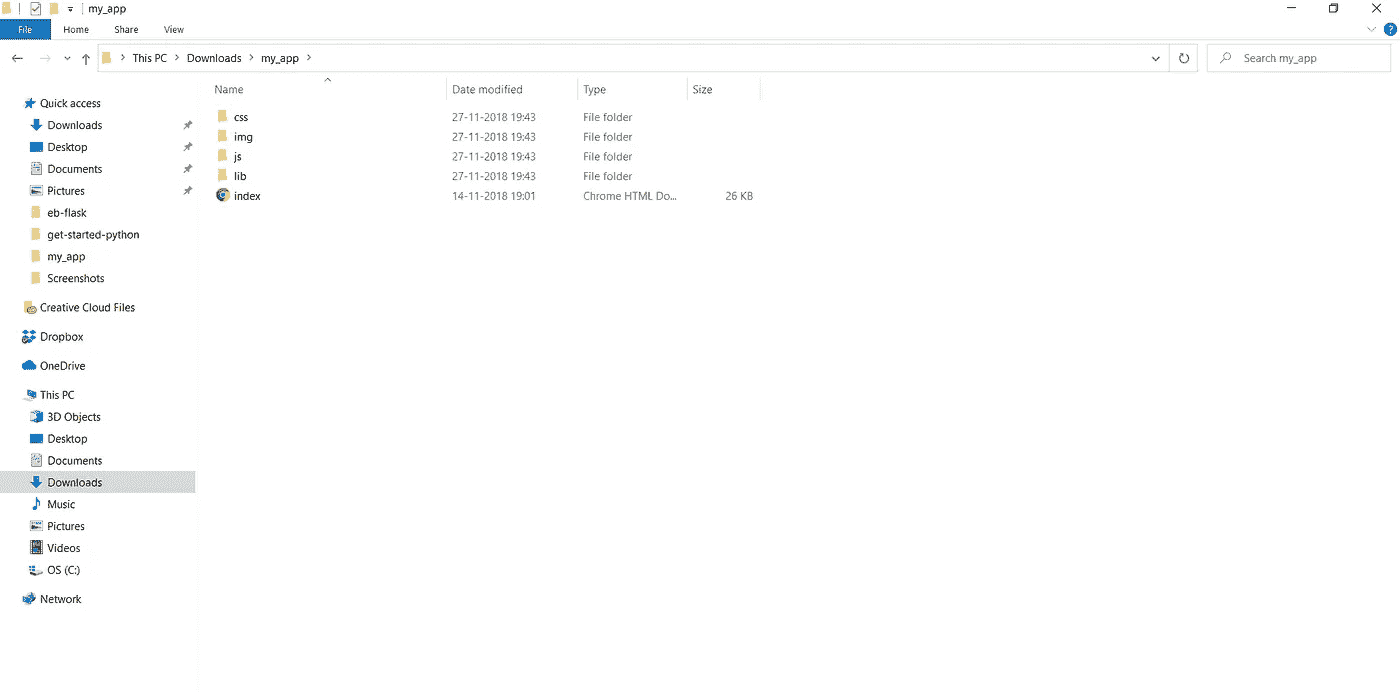 my_app
File Home Share View
This PC Downloads my_app
Search my_app
Name Date modified Type Size
css 27-11-2018 19:43 File folder
img 27-11-2018 19:43 File folder
js 27-11-2018 19:43 File folder
lib 27-11-2018 19:43 File folder
index 14-11-2018 19:01 Chrome HTML Do... 26 KB
Quick access
Downloads
Desktop
Documents
Pictures
eb-flask
get-started-python
my_app
Screenshots
Creative Cloud Files
Dropbox
OneDrive
This PC
3D Objects
Desktop
Documents
Downloads
Music
Pictures
Videos
OS (C:)
Network